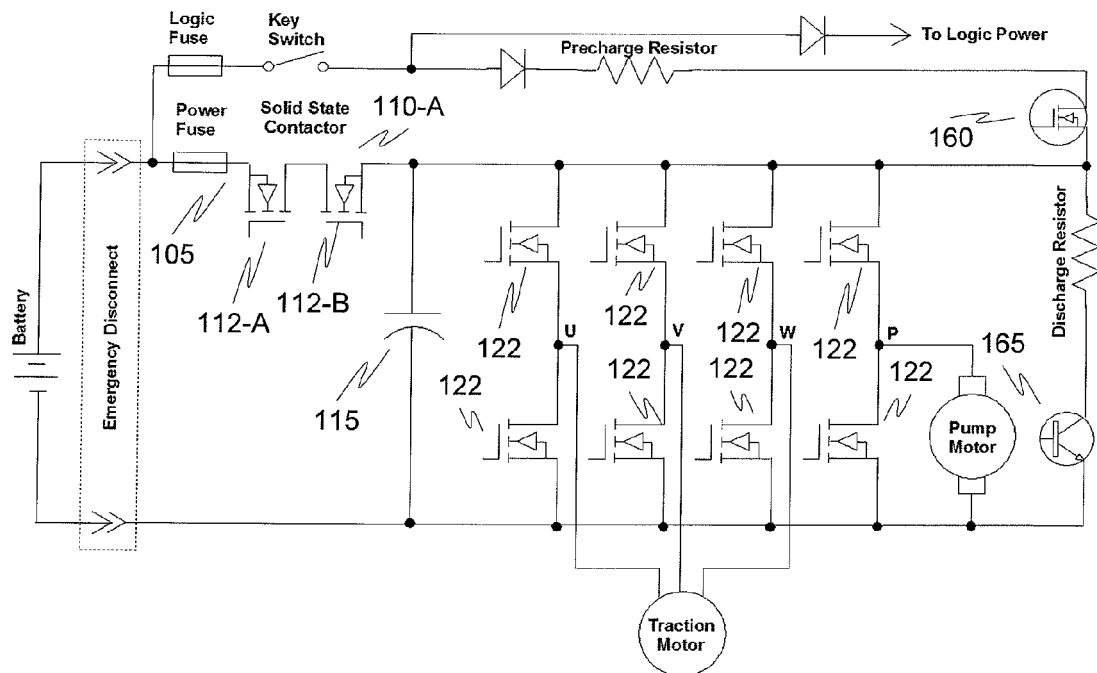 Logic
Fuse
Key
Switch
Precharge Resistor
To Logic Power
Power
Fuse
Solid State
Contactor
110-A
160
105
112-A
112-B
115
Battery
Emergency Disconnect
122
122
122
122
U
V
W
P
122
122
122
122
Discharge Resistor
165
Pump
Motor
Traction
Motor